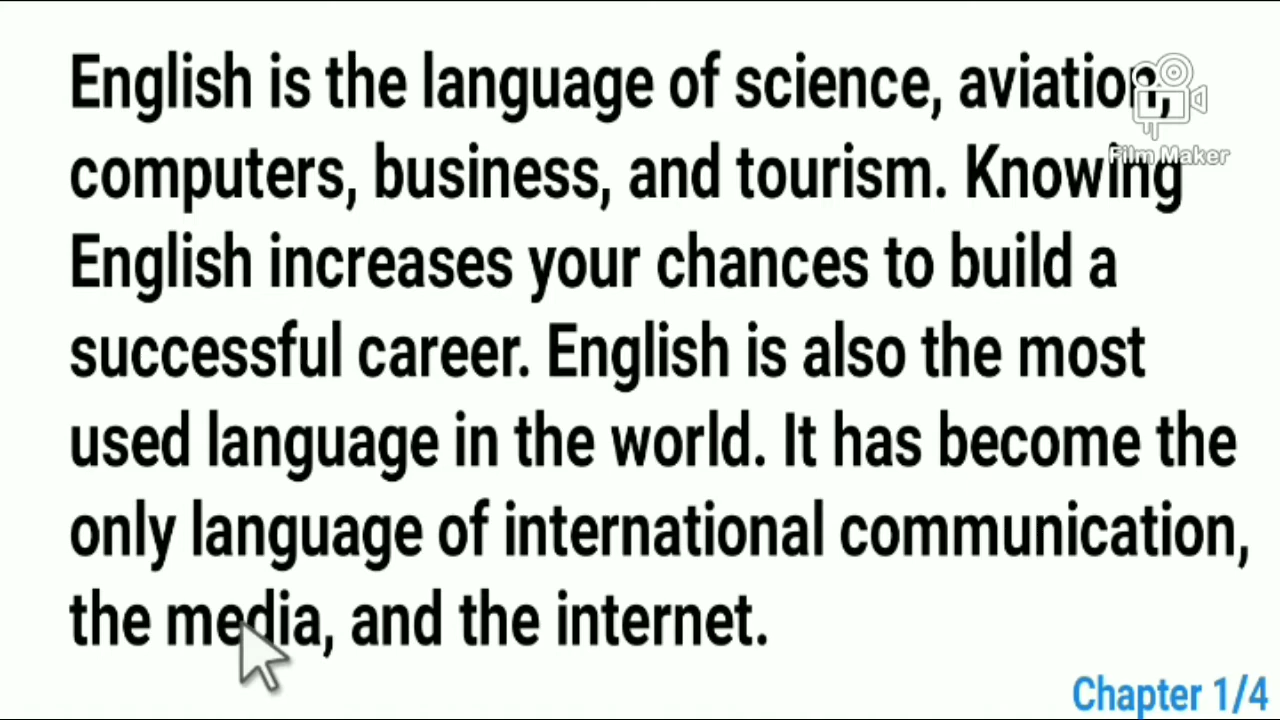 English is the language of science, aviation,
computers, business, and tourism. Knowing
English increases your chances to build a
successful career. English is also the most
used language in the world. It has become the
only language of international communication,
the media, and the internet.
Film Maker
Chapter 1/4